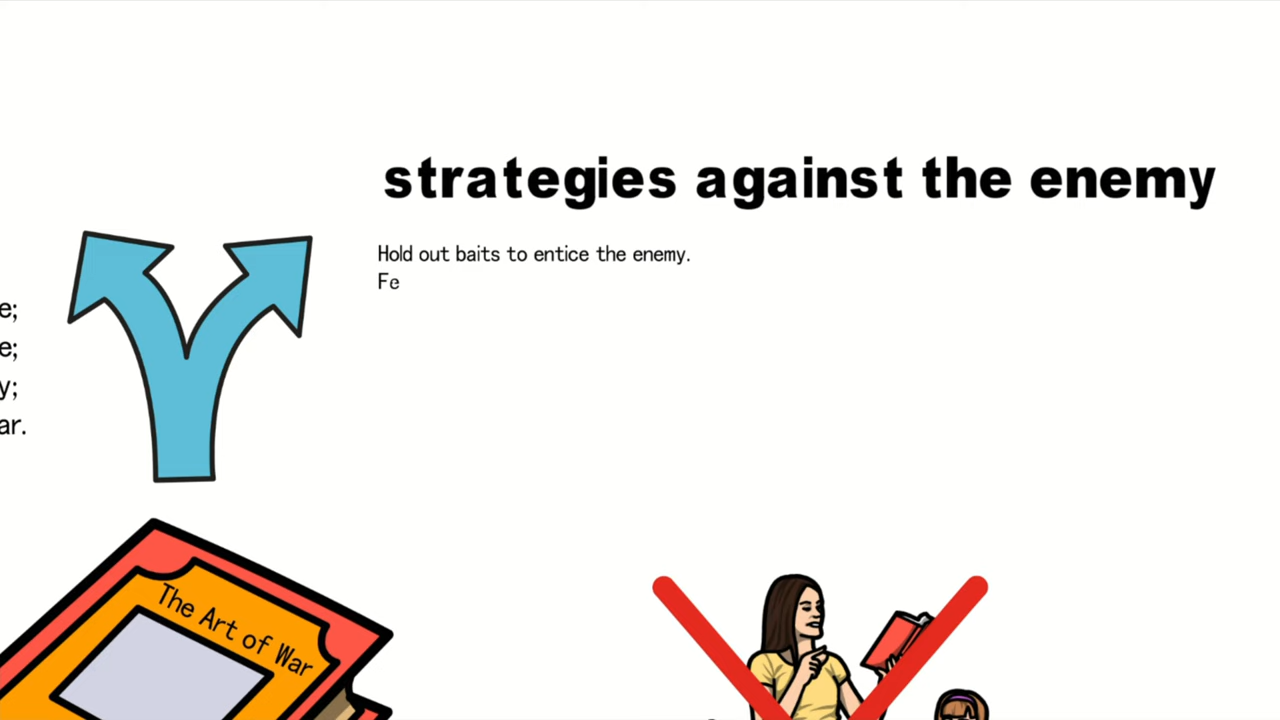 strategies against the enemy
Hold out baits to entice the enemy.
Fe
e;
e;
y;
ar.
The Art of War